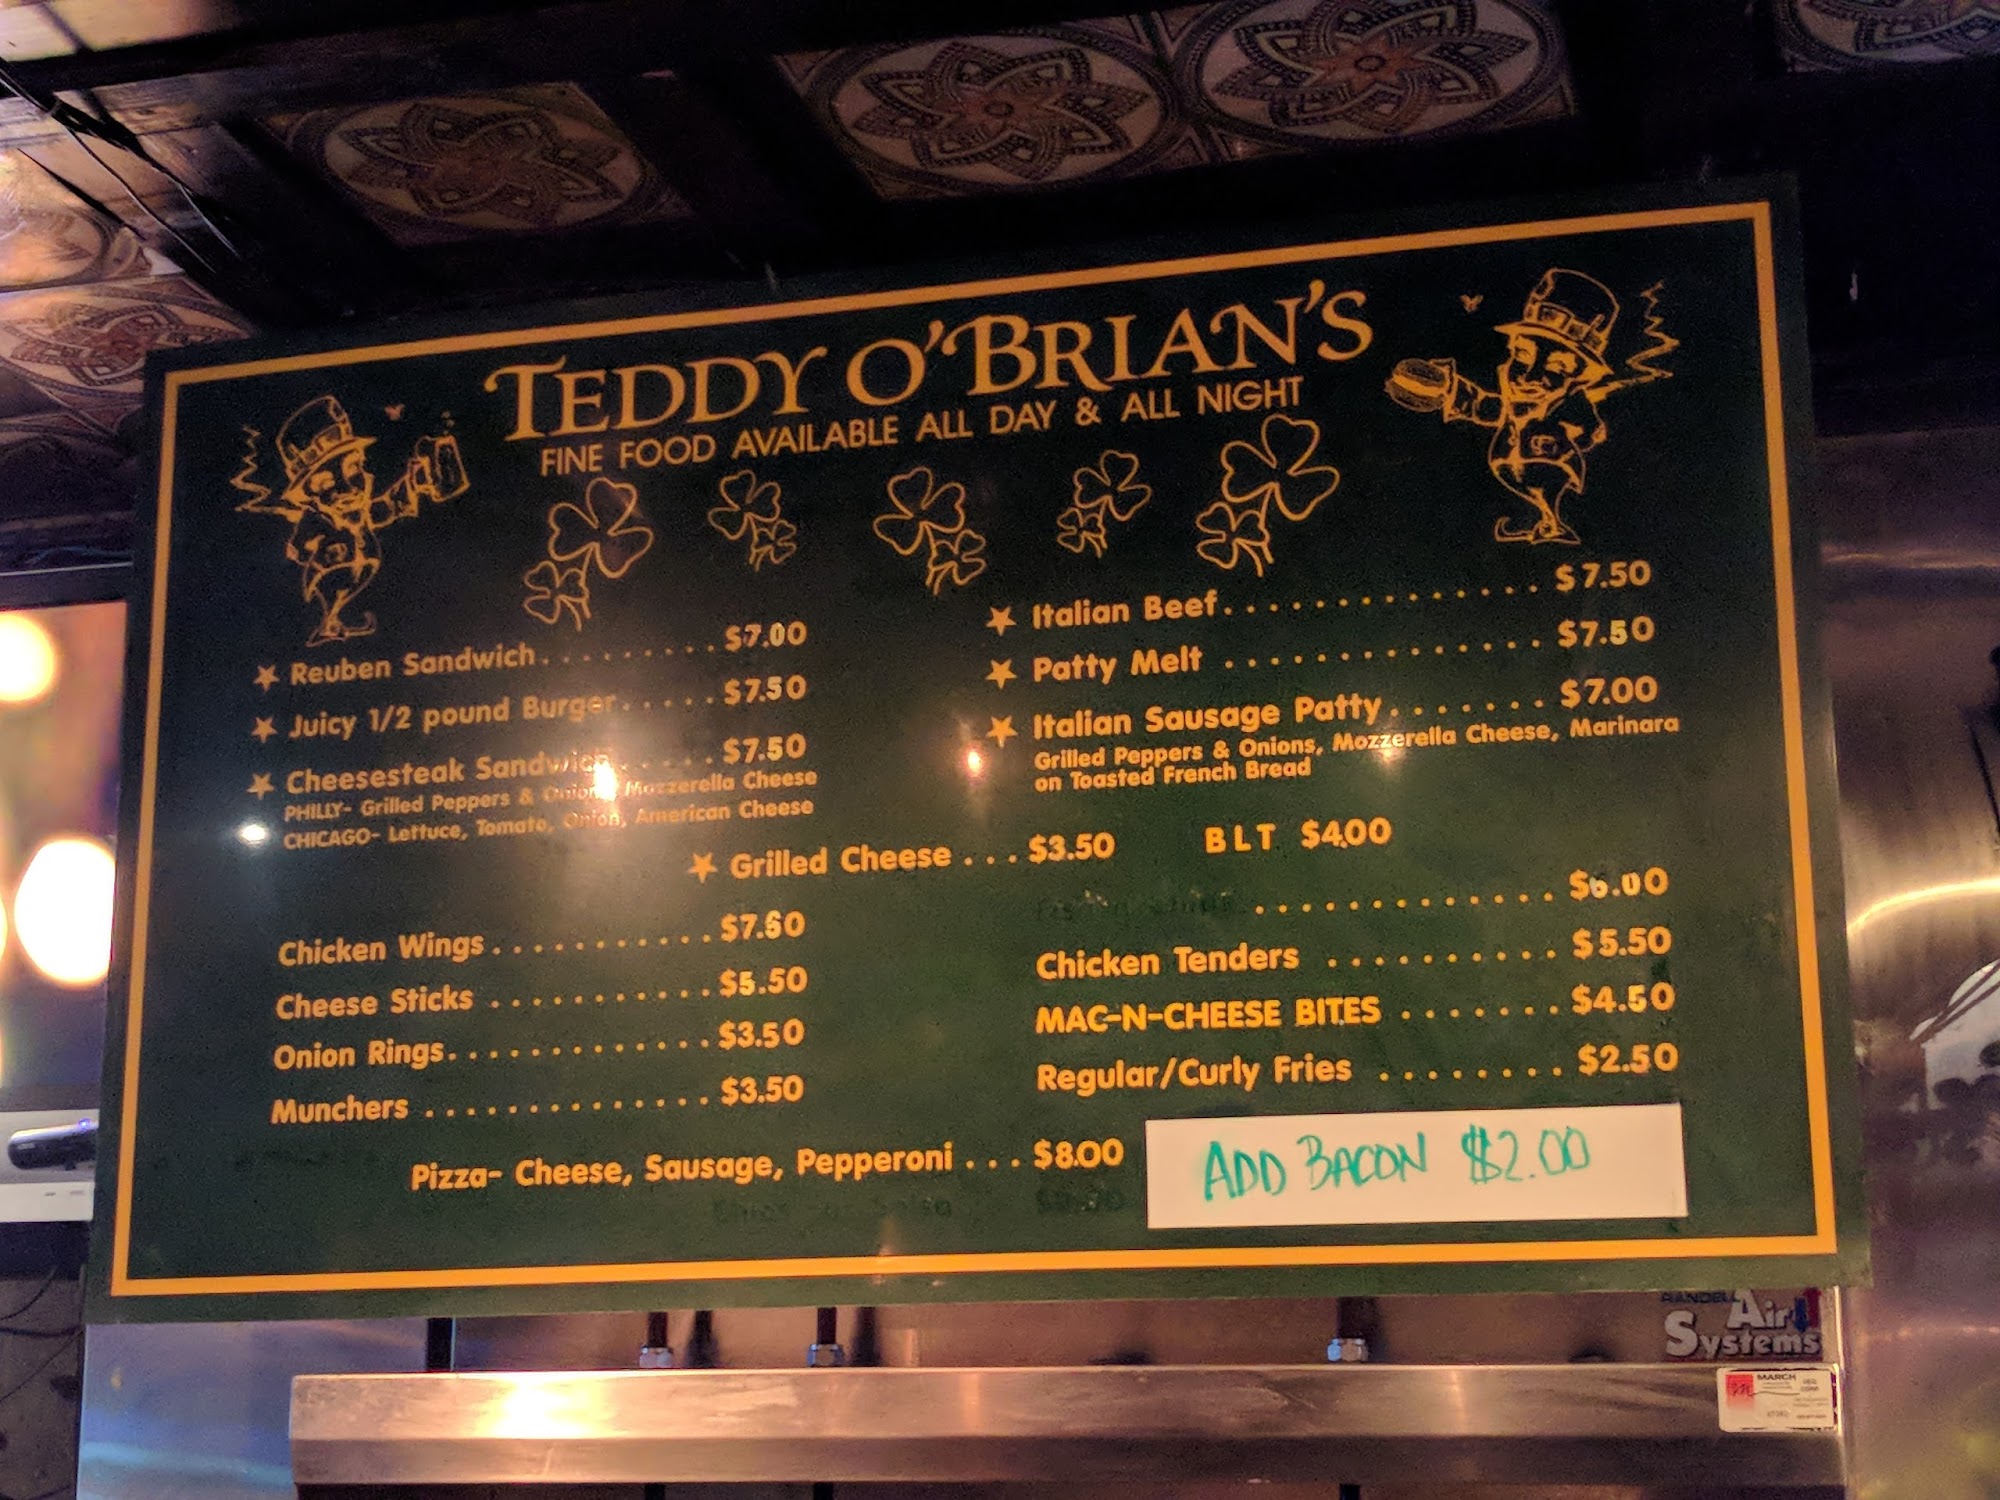 TEDDY O'BRIAN'S
FINE FOOD AVAILABLE ALL DAY & ALL NIGHT
Reuben Sandwich.........$7.00
Juicy 1/2 pound Burger.....$7.50
Cheesesteak Sandwich.....$7.50
PHILLY- Grilled Peppers & Onions, Mozzerella Cheese
CHICAGO- Lettuce, Tomato, Onion, American Cheese
Italian Beef..............$7.50
Patty Melt..............$7.50
Italian Sausage Patty.......$7.00
Grilled Peppers & Onions, Mozzerella Cheese, Marinara
on Toasted French Bread
Grilled Cheese...$3.50
BLT $4.00
Chicken Wings...........$7.50
Cheese Sticks...........$5.50
Onion Rings.............$3.50
Munchers..............$3.50
.............$6.00
Chicken Tenders..........$5.50
MAC-N-CHEESE BITES.......$4.50
Regular/Curly Fries........$2.50
Pizza- Cheese, Sausage, Pepperoni...$8.00
ADD BACON $2.00
RANDELL
Air
Systems
MARCH